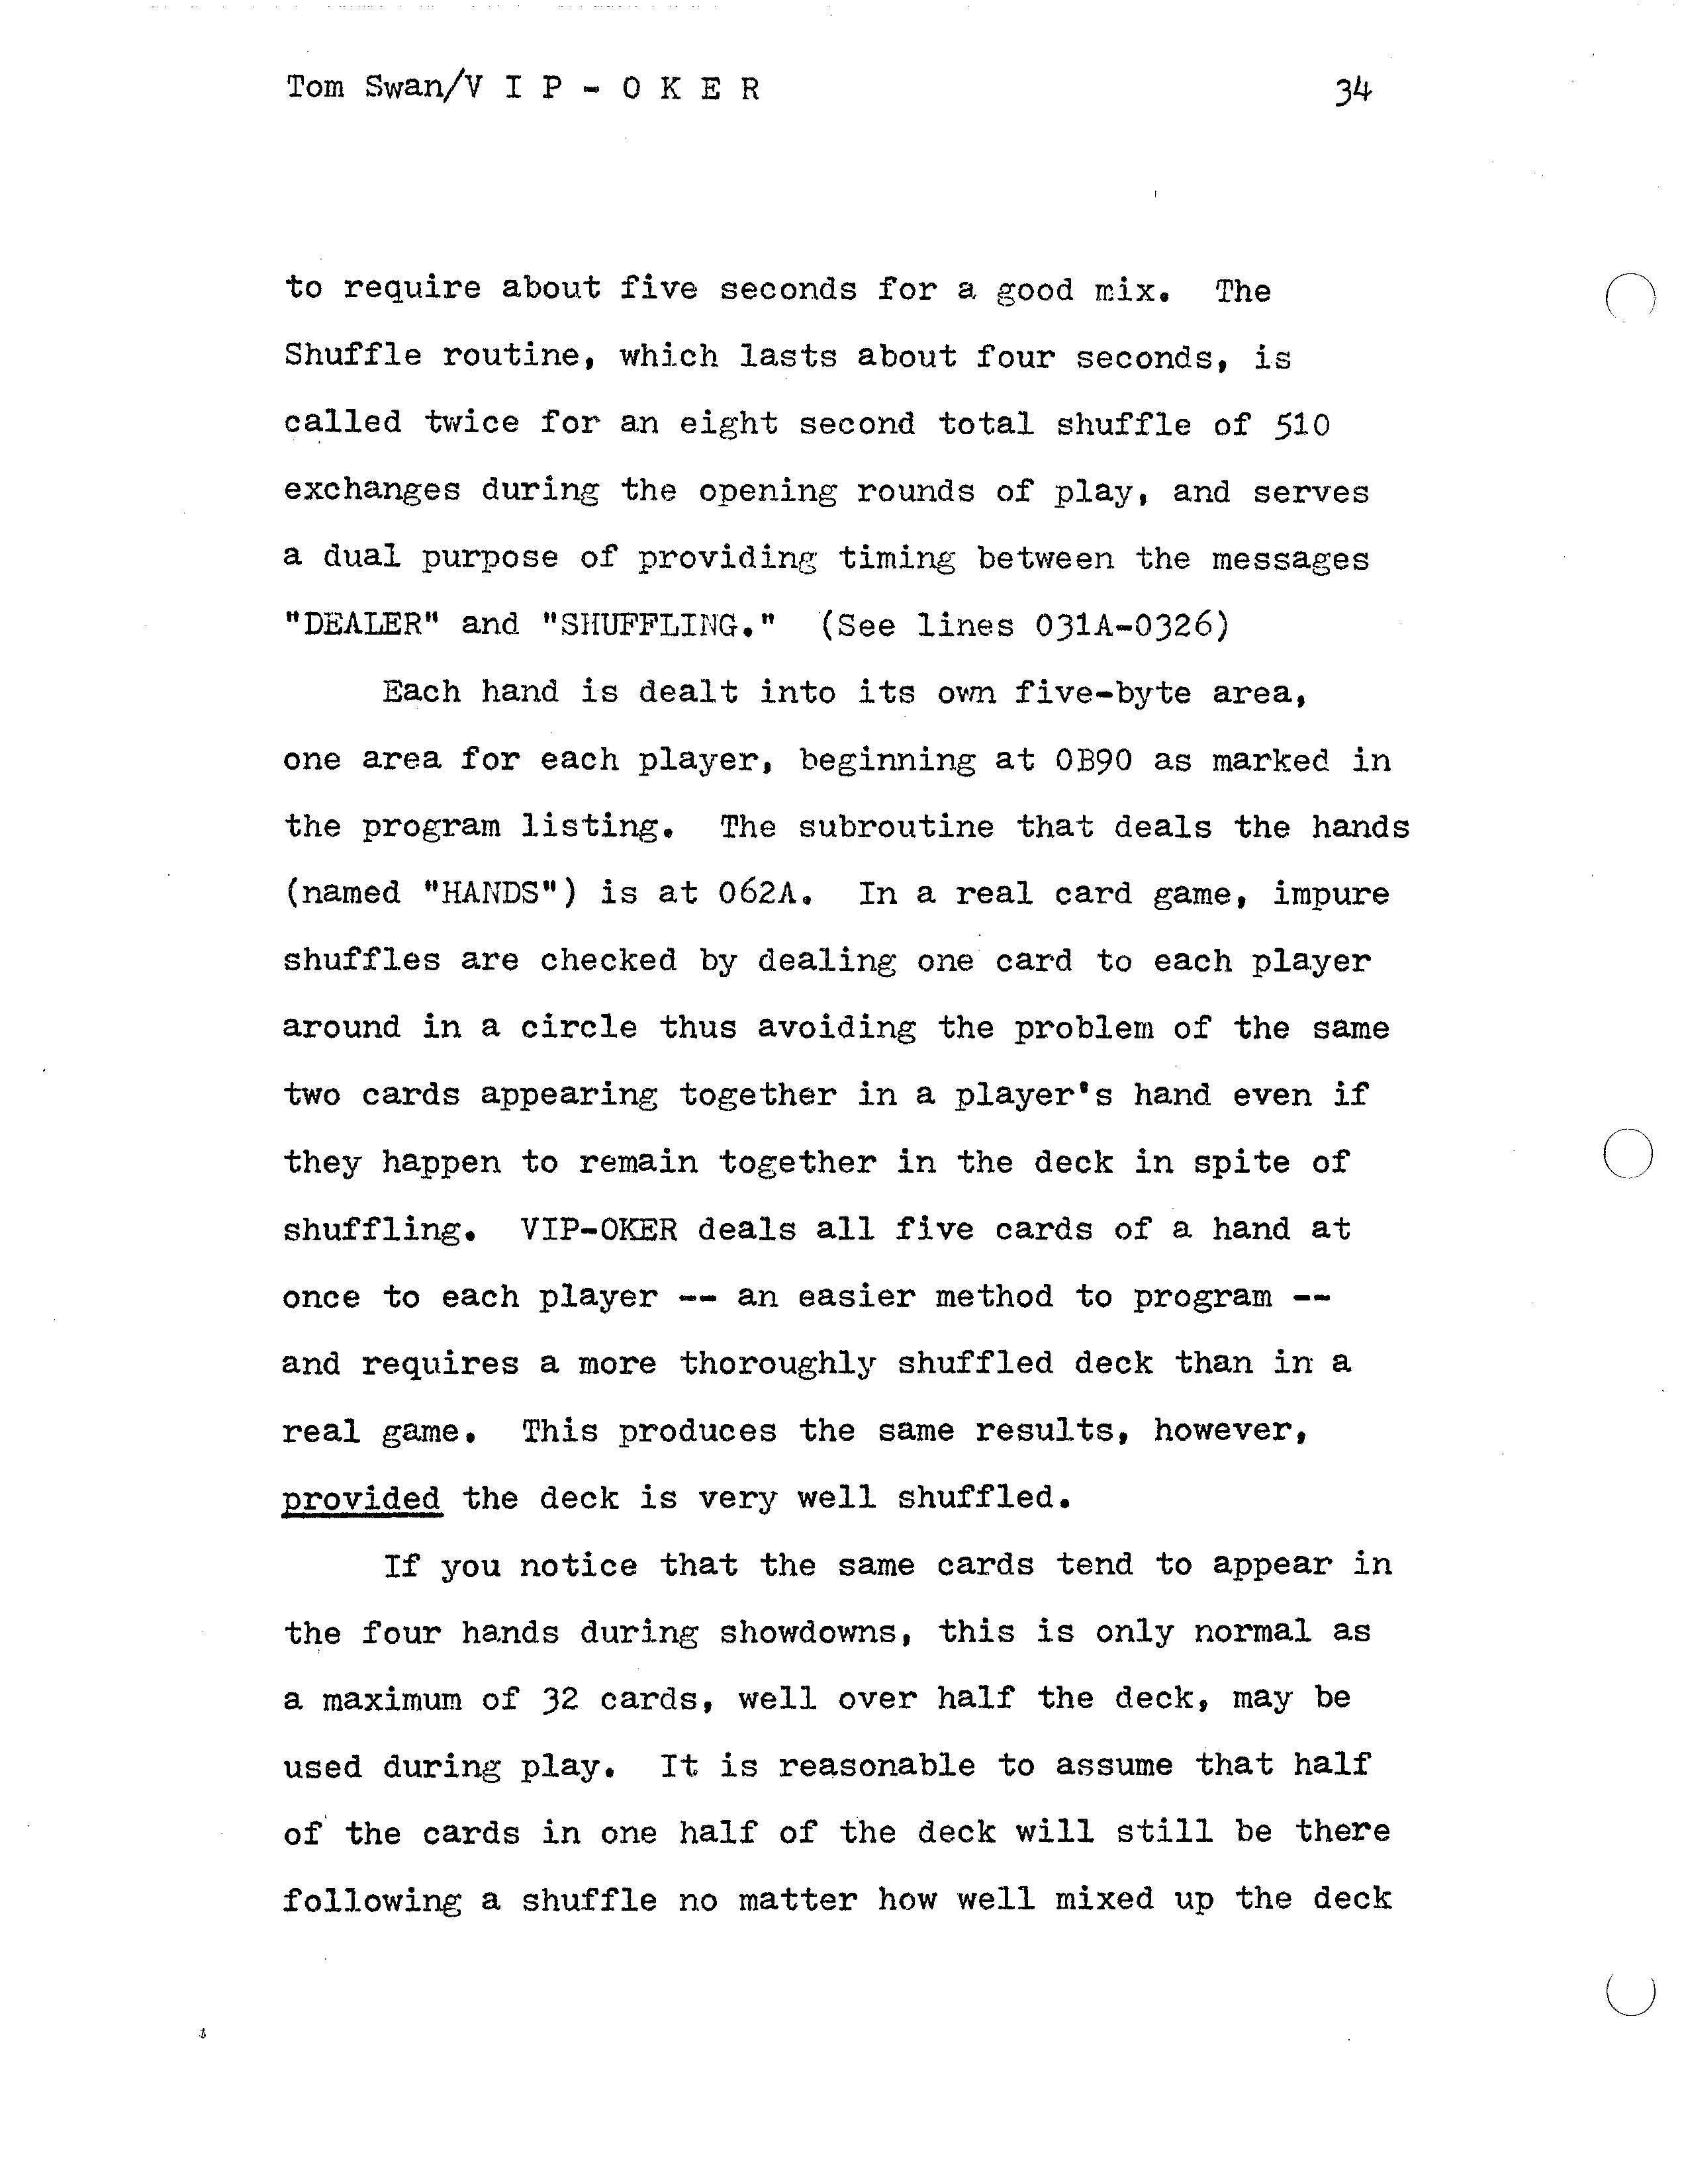 Tom Swan/V I P - O K E R 34
to require about five seconds for a good mix. The
Shuffle routine, which lasts about four seconds, is
called twice for an eight second total shuffle of 510
exchanges during the opening rounds of play, and serves
a dual purpose of providing timing between the messages
"DEALER" and "SHUFFLING." (See lines 031A-0326)
Each hand is dealt into its own five-byte area,
one area for each player, beginning at 0B90 as marked in
the program listing. The subroutine that deals the hands
(named "HANDS") is at 062A. In a real card game, impure
shuffles are checked by dealing one card to each player
around in a circle thus avoiding the problem of the same
two cards appearing together in a player's hand even if
they happen to remain together in the deck in spite of
shuffling. VIP-OKER deals all five cards of a hand at
once to each player -- an easier method to program --
and requires a more thoroughly shuffled deck than in a
real game. This produces the same results, however,
provided the deck is very well shuffled.
If you notice that the same cards tend to appear in
the four hands during showdowns, this is only normal as
a maximum of 32 cards, well over half the deck, may be
used during play. It is reasonable to assume that half
of the cards in one half of the deck will still be there
following a shuffle no matter how well mixed up the deck